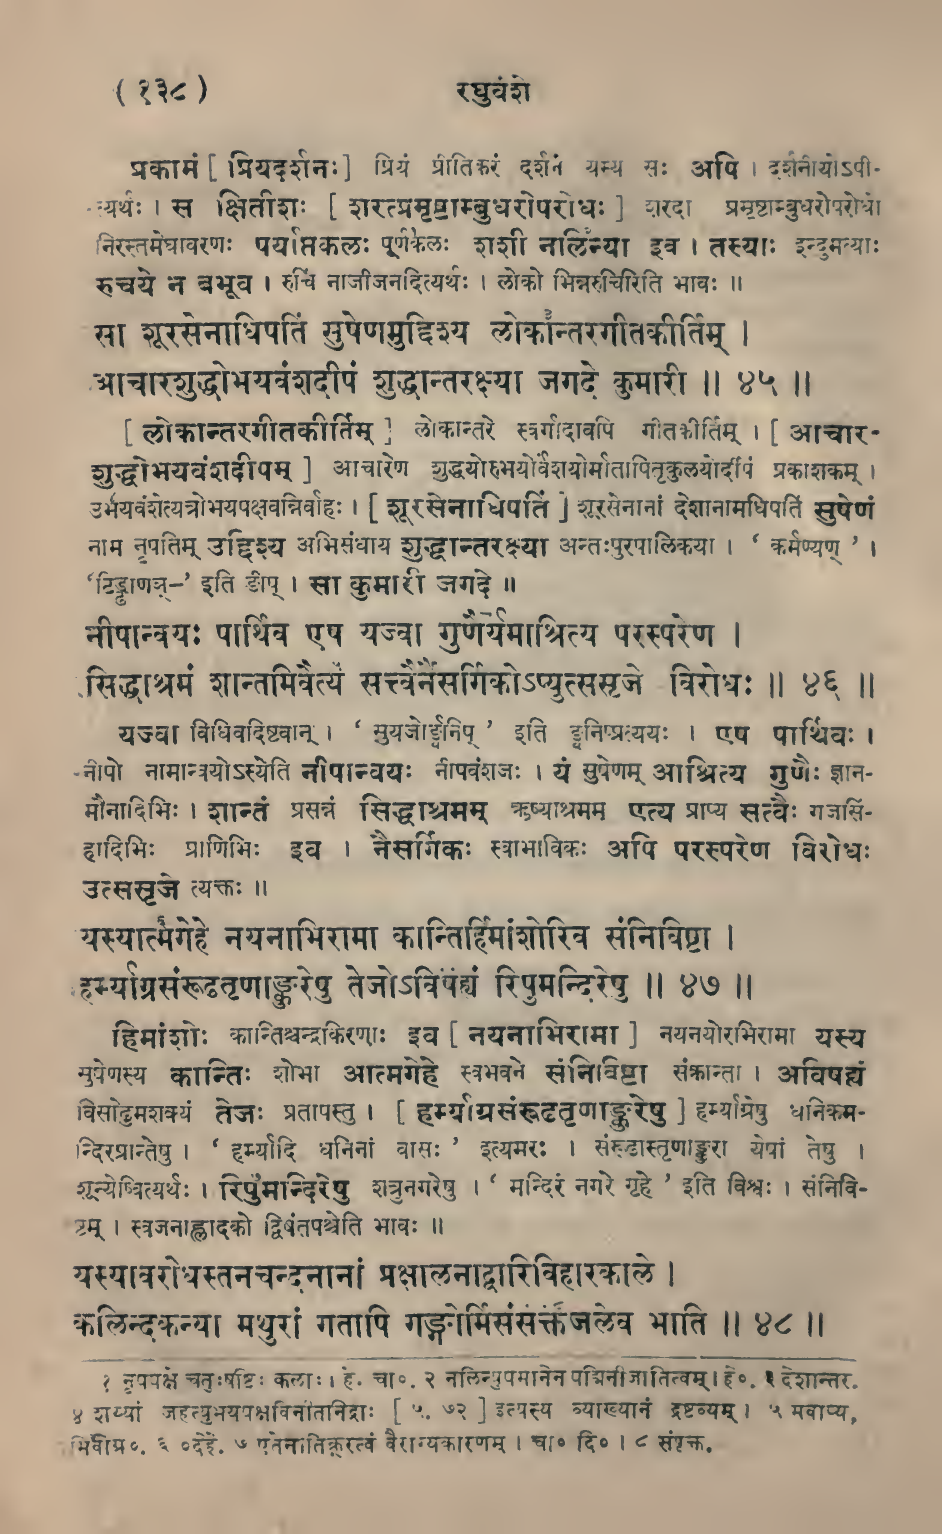 ( १३८ ) रघुवंशे
प्रकामं [ प्रियदर्शनः ] प्रियं प्रीतिकरं दर्शनं यस्य सः अपि । दर्शनीयोऽपी-
त्यर्थः । स क्षितीशः [ शरत्प्रमृष्टाम्बुधरोपरोधः ] शरदा प्रमृष्टाम्बुधरोपरोधो
निरस्तमेघावरणः पर्याप्तकलः पूर्णकलः शशी नलिन्या इव । तस्याः इन्दुमत्याः
रुचये न बभूव । रुचिं नाजीजनदित्यर्थः । लोको भिन्नरुचिरिति भावः ॥
सा शूरसेनाधिपतिं सुषेणमुद्दिश्य लोकान्तरगीतकीर्तिम् ।
आचारशुद्धोभयवंशदीपं शुद्धान्तरक्ष्या जगदे कुमारी ॥ ४५ ॥
[ लोकान्तरगीतकीर्तिम् ] लोकान्तरे स्वर्गादावपि गीतकीर्तिम् । [ आचार-
शुद्धोभयवंशदीपम् ] आचारेण शुद्धयोरुभयोर्वंशयोर्मातापितृकुलयोर्दीपं प्रकाशकम् ।
उभयवंशेत्यत्रोभयपक्षवन्निर्वाहः । [ शूरसेनाधिपतिं ] शूरसेनानां देशानामधिपतिं सुषेणं
नाम नृपतिम् उद्दिश्य अभिसंधाय शुद्धान्तरक्ष्या अन्तःपुरपालिकया । ‘ कर्मण्यण् ’ ।
‘टिड्ढाणञ्-’ इति ङीप् । सा कुमारी जगदे ॥
नीपान्वयः पार्थिव एष यज्वा गुणैर्यमाश्रित्य परस्परेण ।
सिद्धाश्रमं शान्तमिवैत्य सत्त्वैर्नैसर्गिकोऽप्युत्ससृजे विरोधः ॥ ४६ ॥
यज्वा विधिवदिष्टवान् । ‘ सुयजोर्ङ्वनिप् ’ इति ङ्वनिप्प्रत्ययः । एष पार्थिवः ।
नीपो नामान्वयोऽस्येति नीपान्वयः नीपवंशजः । यं सुषेणम् आश्रित्य गुणैः ज्ञान-
मौनादिभिः । शान्तं प्रसन्नं सिद्धाश्रमम् ऋष्याश्रमम् एत्य प्राप्य सत्वैः गजसिं-
हादिभिः प्राणिभिः इव । नैसर्गिकः स्वाभाविकः अपि परस्परेण विरोधः
उत्ससृजे त्यक्तः ॥
यस्यात्मगेहे नयनाभिरामा कान्तिर्हिमांशोरिव संनिविष्टा ।
हर्म्याग्रसंरूढतृणाङ्कुरेषु तेजोऽविषह्यं रिपुमन्दिरेषु ॥ ४७ ॥
हिमांशोः कान्तिश्चन्द्रकिरणाः इव [ नयनाभिरामा ] नयनयोरभिरामा यस्य
सुषेणस्य कान्तिः शोभा आत्मगेहे स्वभवने संनिविष्टा संक्रान्ता । अविषह्यं
विसोढुमशक्यं तेजः प्रतापस्तु । [ हर्म्याग्रसंरूढतृणाङ्कुरेषु ] हर्म्याग्रेषु धनिकम-
न्दिरप्रान्तेषु । ‘ हर्म्यादि धनिनां वासः ’ इत्यमरः । संरूढास्तृणाङ्कुरा येषां तेषु ।
शून्येष्वित्यर्थः । रिपुमन्दिरेषु शत्रुनगरेषु । ‘ मन्दिरं नगरे गृहे ’ इति विश्वः । संनिवि-
ष्टम् । स्वजनाह्लादको द्विषंतपश्चेति भावः ॥
यस्यावरोधस्तनचन्दनानां प्रक्षालनाद्वारिविहारकाले ।
कलिन्दकन्या मथुरां गतापि गङ्गोर्मिसंसक्तजलेव भाति ॥ ४८ ॥
१ नृपपक्षे चतुःषष्टिः कलाः । हे. चा०. २ नलिन्युपमानेन पद्मिनीजातित्वम् । हे०. ३ देशान्तर.
४ शय्यां जहत्युभयपक्षविनीतनिद्राः [ ५. ७२ ] इत्यस्य व्याख्यानं द्रष्टव्यम् । ५ मवाप्य,
६ ०देहे. ७ एतेनातिक्रूरत्वं वैराग्यकारणम् । चा० दि० । ८ संपृक्त.